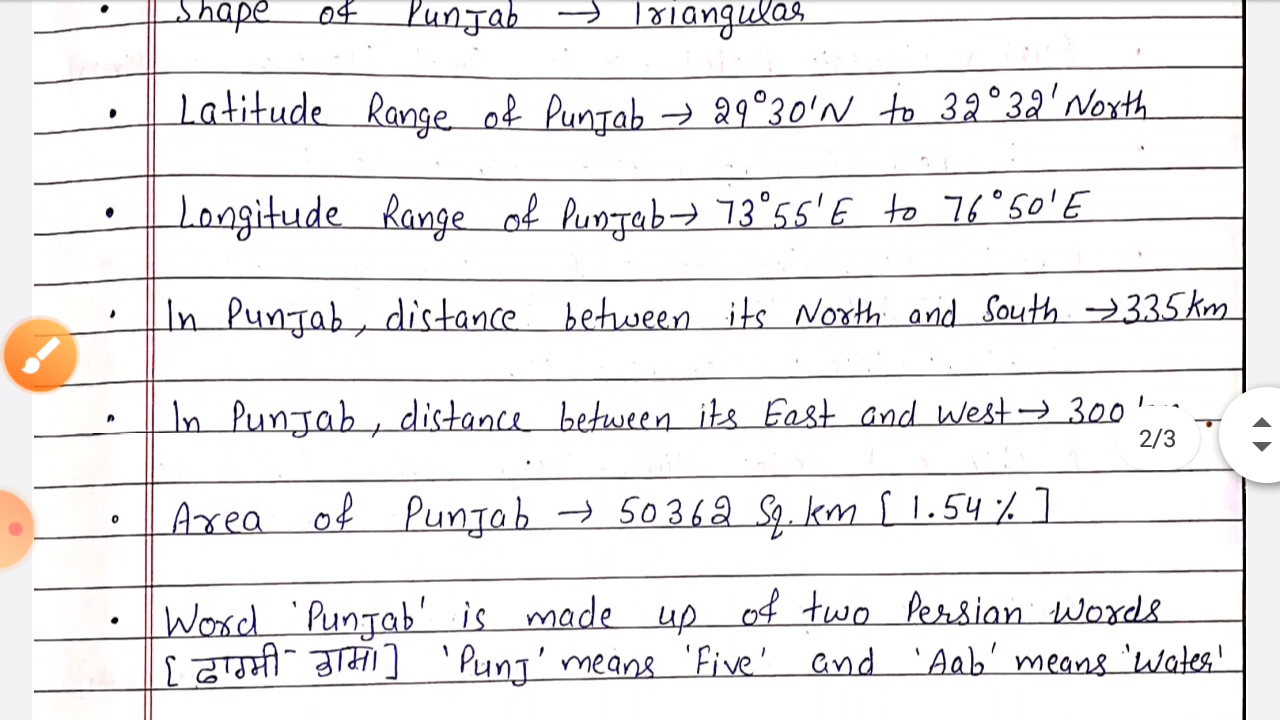 Shape of Punjab → Triangular
Latitude Range of Punjab → 29°30'N to 32°32' North
Longitude Range of Punjab → 73°55'E to 76°50'E
In Punjab, distance between its North and South → 335 km
In Punjab, distance between its East and West → 300
2/3
Area of Punjab → 50362 Sq. km [1.54%]
Word 'Punjab' is made up of two Persian words
[ 'Punj' means 'Five' and 'Aab' means 'Water'